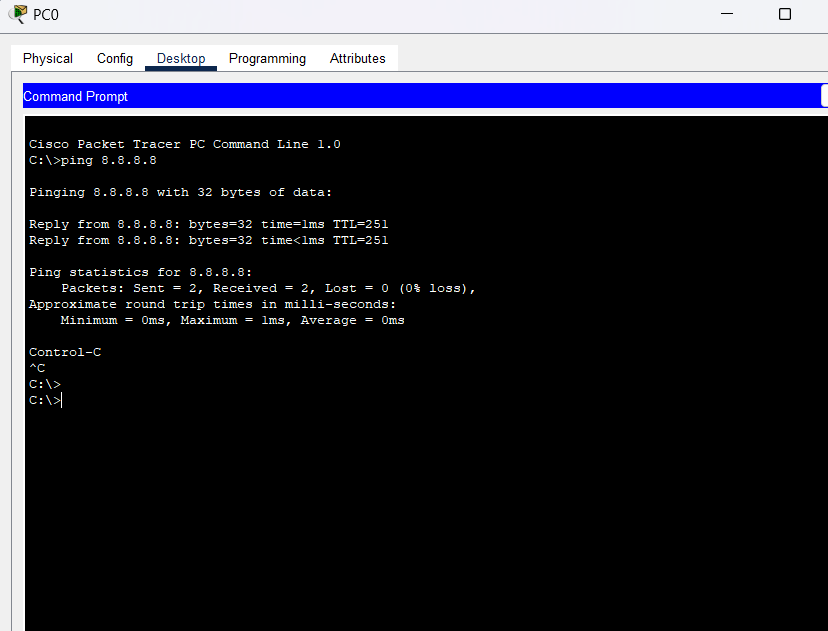 PC0
Physical Config Desktop Programming Attributes
Command Prompt
Cisco Packet Tracer PC Command Line 1.0
C:\>ping 8.8.8.8
Pinging 8.8.8.8 with 32 bytes of data:
Reply from 8.8.8.8: bytes=32 time=1ms TTL=251
Reply from 8.8.8.8: bytes=32 time<1ms TTL=251
Ping statistics for 8.8.8.8:
Packets: Sent = 2, Received = 2, Lost = 0 (0% loss),
Approximate round trip times in milli-seconds:
Minimum = 0ms, Maximum = 1ms, Average = 0ms
Control-C
^C
C:\>
C:\>